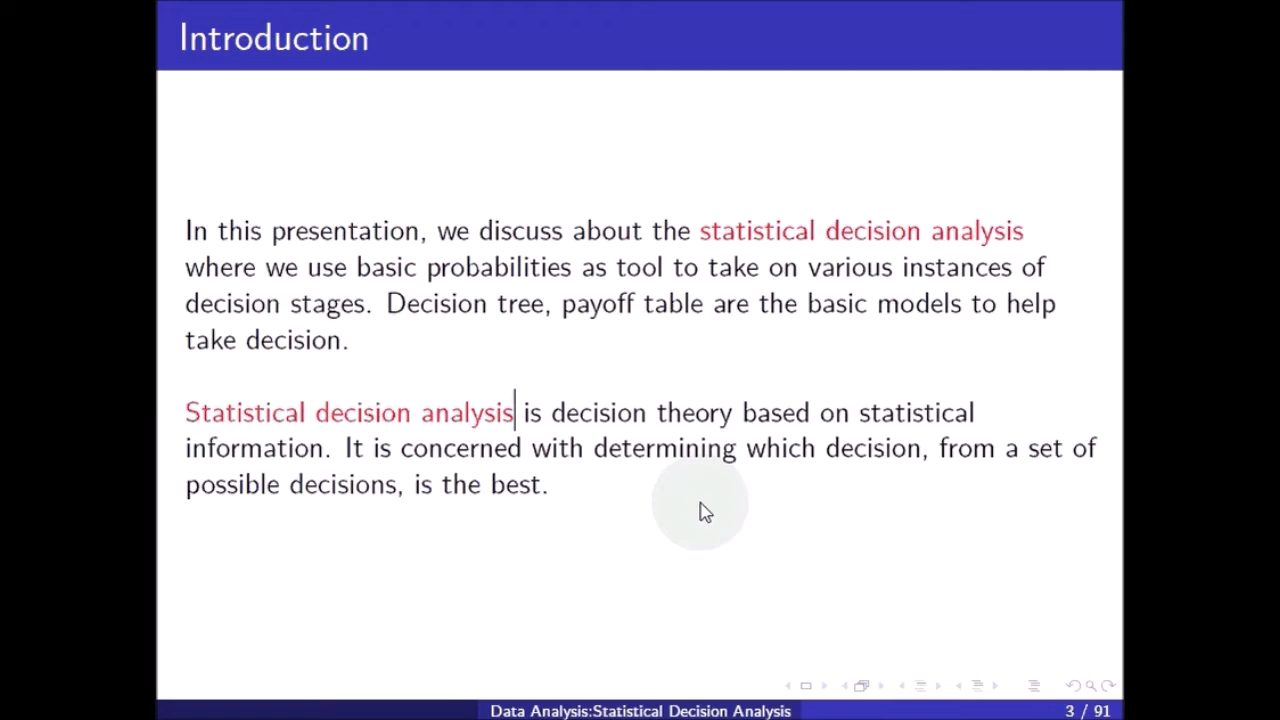 Introduction
In this presentation, we discuss about the statistical decision analysis
where we use basic probabilities as tool to take on various instances of
decision stages. Decision tree, payoff table are the basic models to help
take decision.
Statistical decision analysis is decision theory based on statistical
information. It is concerned with determining which decision, from a set of
possible decisions, is the best.
Data Analysis:Statistical Decision Analysis
3 / 91